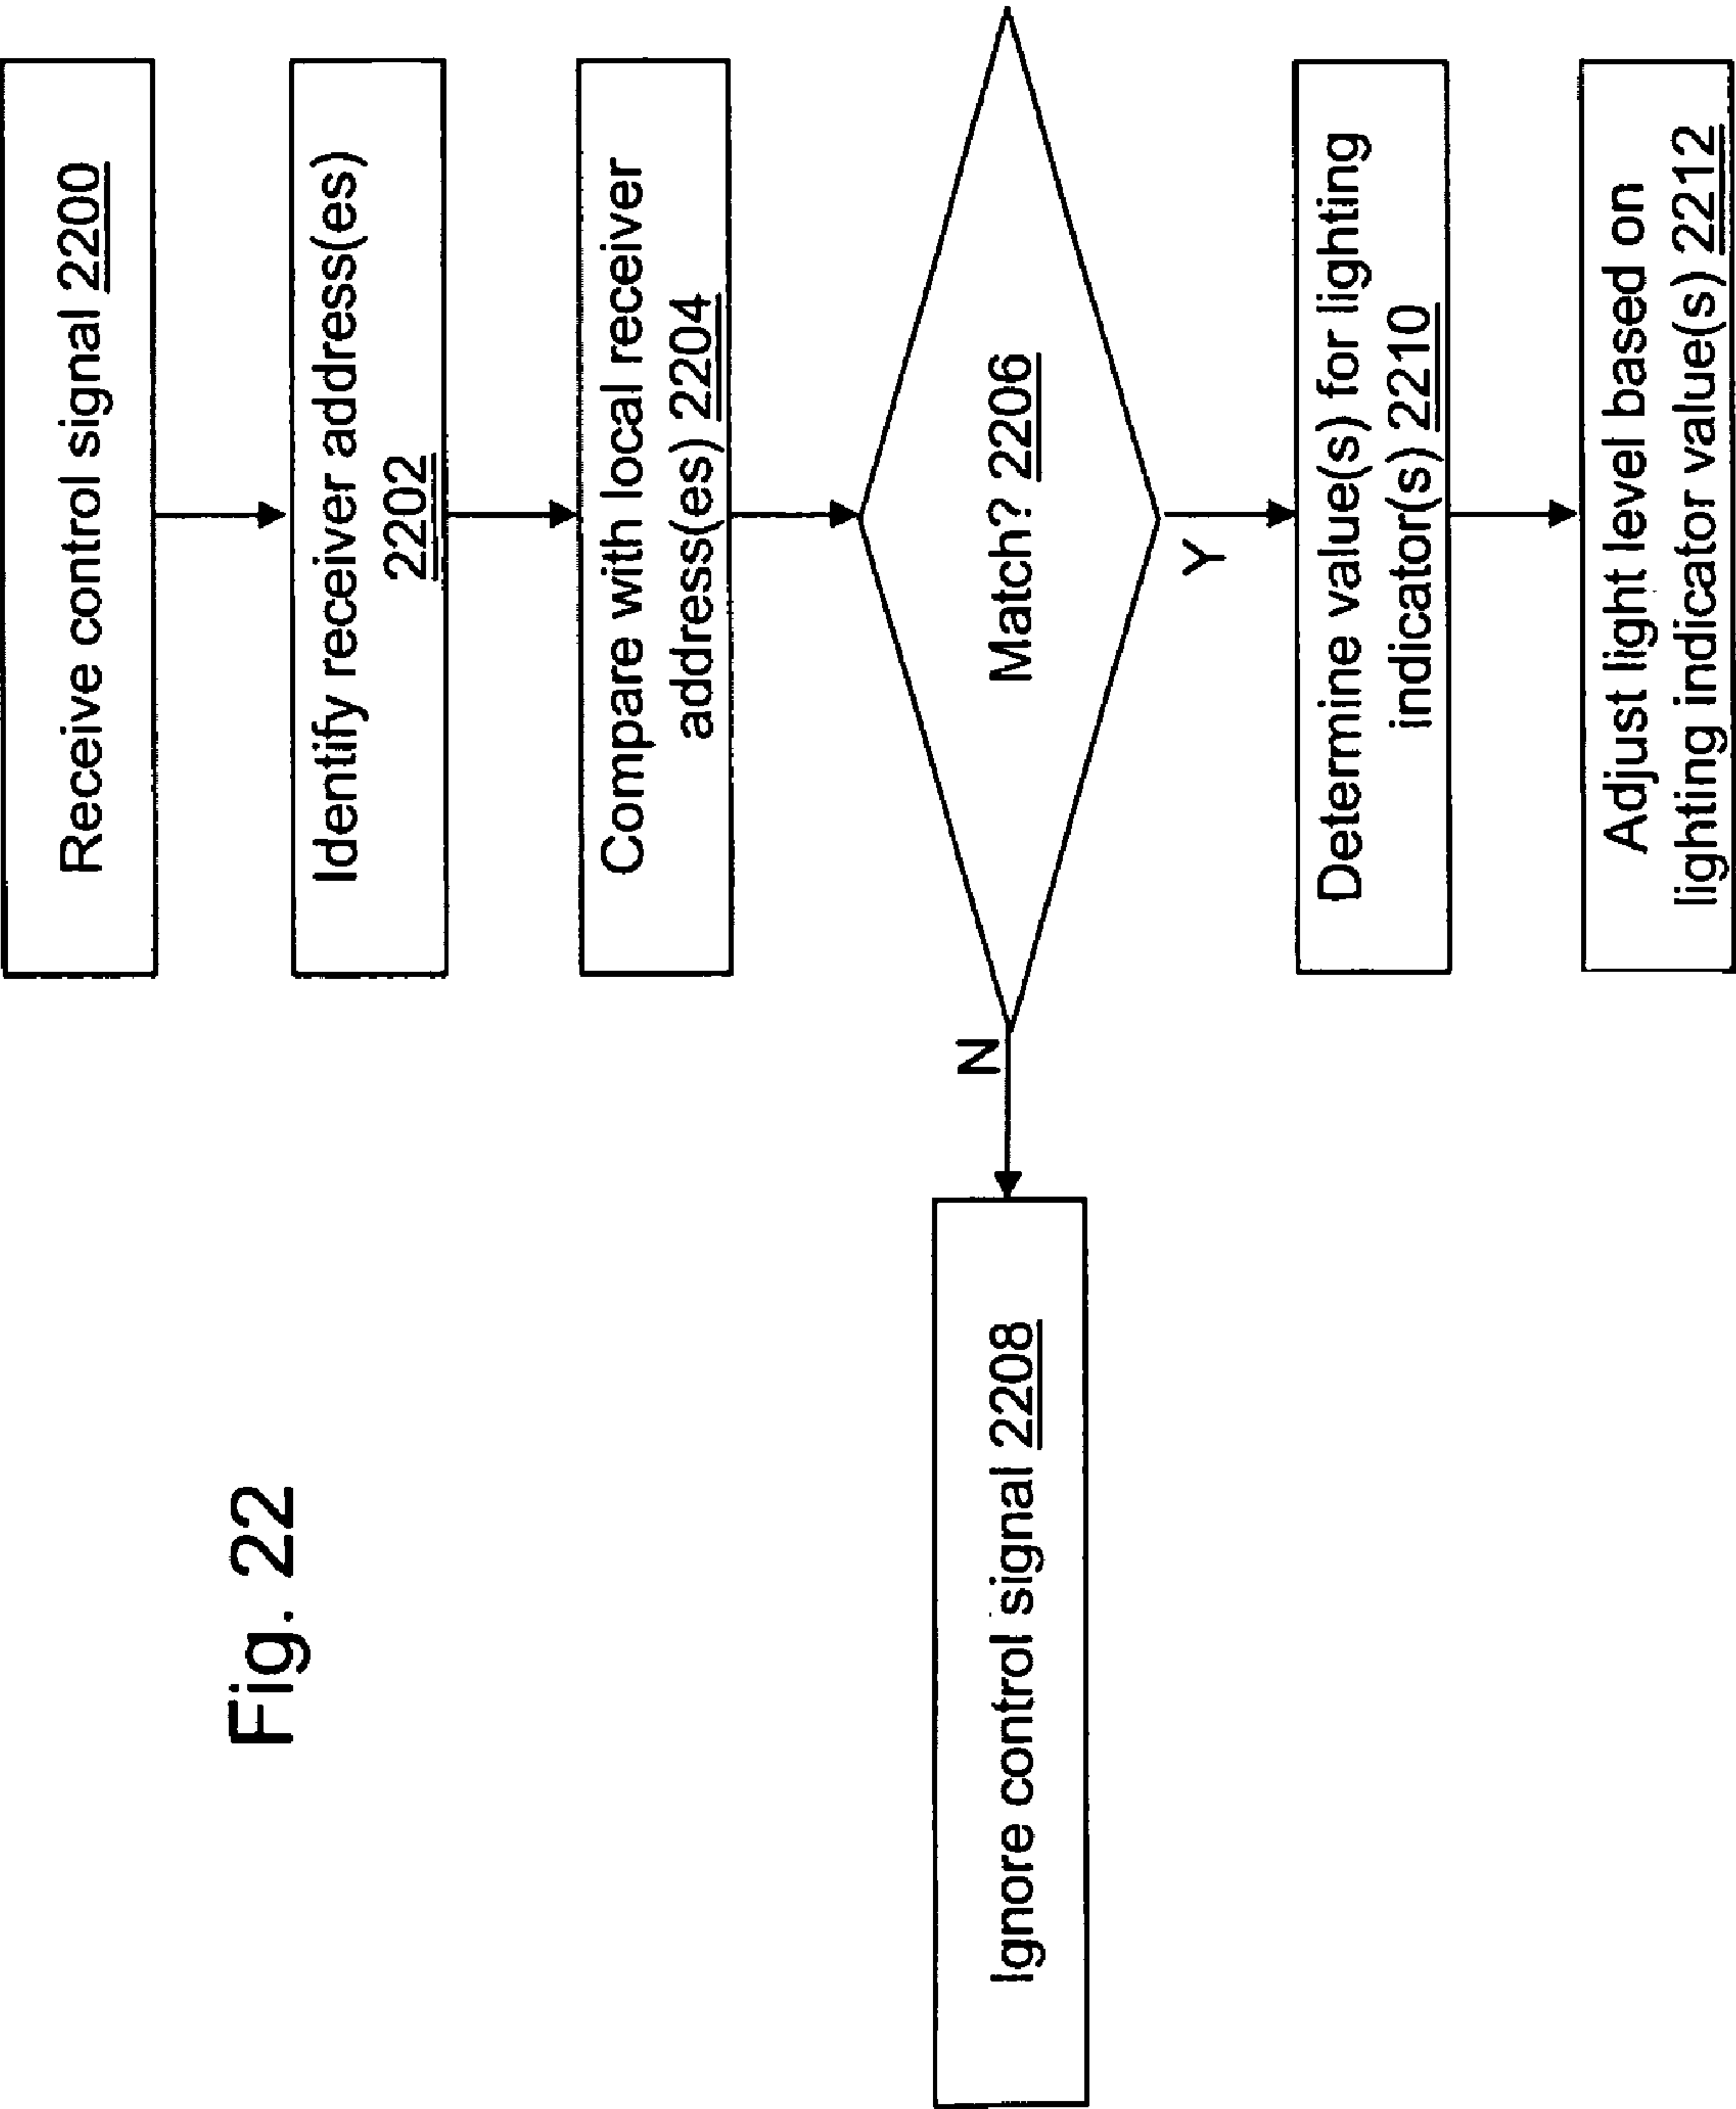 Fig. 22
Receive control signal 2200
Identify receiver address(es)
2202
Compare with local receiver
address(es) 2204
Match? 2206
N
Ignore control signal 2208
Y
Determine value(s) for lighting
indicator(s) 2210
Adjust light level based on
lighting indicator value(s) 2212